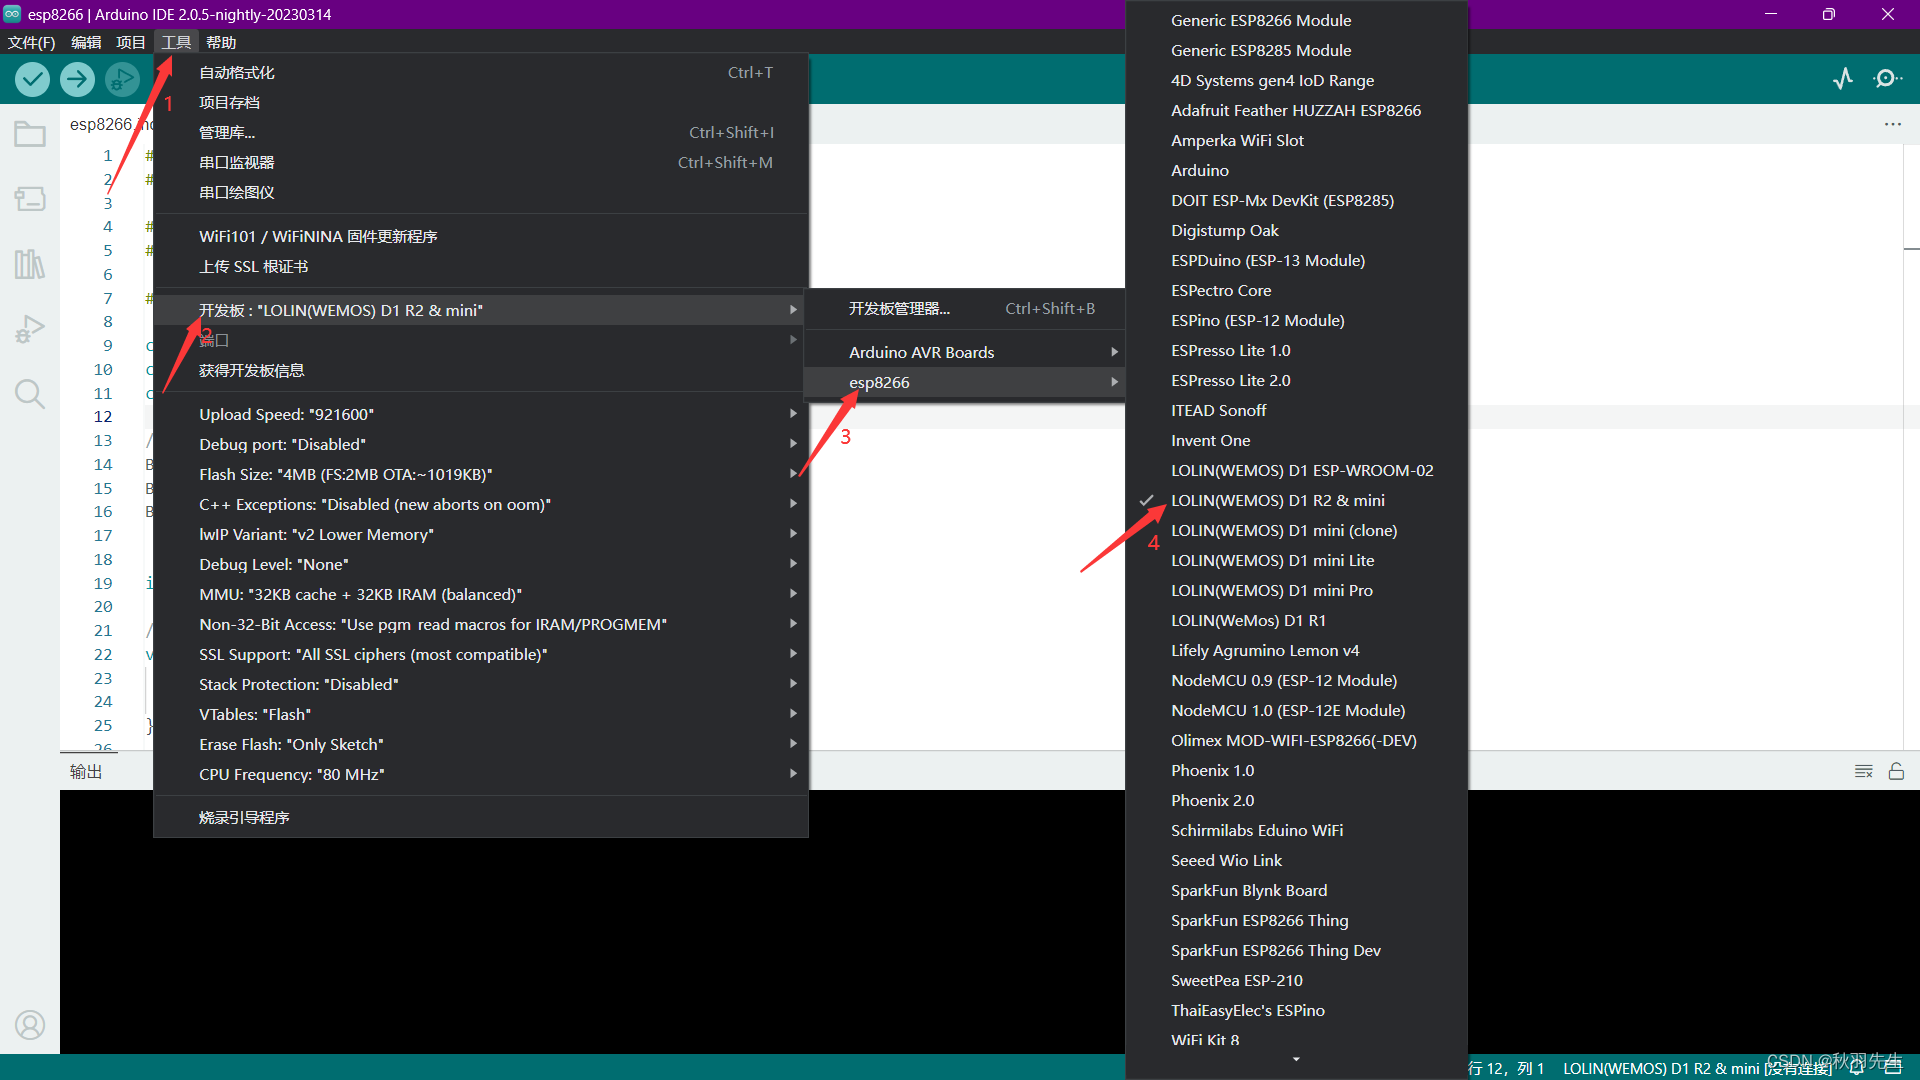 esp8266 | Arduino IDE 2.0.5-nightly-20230314
文件(F) 编辑 项目 工具 帮助
esp8266.
1 #
2 #
3
4 #
5 #
6
7 #
8
9 c
10 c
11 c
12
13 /
14 B
15 B
16 B
17
18
19 i
20
21 /
22 v
23
24
25 }
26
输出
自动格式化 Ctrl+T
1
项目存档
管理库... Ctrl+Shift+I
串口监视器 Ctrl+Shift+M
串口绘图仪
WiFi101 / WiFiNINA 固件更新程序
上传 SSL 根证书
开发板 : "LOLIN(WEMOS) D1 R2 & mini"
2
端口
获得开发板信息
Upload Speed: "921600"
Debug port: "Disabled"
Flash Size: "4MB (FS:2MB OTA:~1019KB)"
C++ Exceptions: "Disabled (new aborts on oom)"
lwIP Variant: "v2 Lower Memory"
Debug Level: "None"
MMU: "32KB cache + 32KB IRAM (balanced)"
Non-32-Bit Access: "Use pgm_read macros for IRAM/PROGMEM"
SSL Support: "All SSL ciphers (most compatible)"
Stack Protection: "Disabled"
VTables: "Flash"
Erase Flash: "Only Sketch"
CPU Frequency: "80 MHz"
烧录引导程序
开发板管理器... Ctrl+Shift+B
Arduino AVR Boards
esp8266
3
Generic ESP8266 Module
Generic ESP8285 Module
4D Systems gen4 IoD Range
Adafruit Feather HUZZAH ESP8266
Amperka WiFi Slot
Arduino
DOIT ESP-Mx DevKit (ESP8285)
Digistump Oak
ESPDuino (ESP-13 Module)
ESPectro Core
ESPino (ESP-12 Module)
ESPresso Lite 1.0
ESPresso Lite 2.0
ITEAD Sonoff
Invent One
LOLIN(WEMOS) D1 ESP-WROOM-02
LOLIN(WEMOS) D1 R2 & mini
LOLIN(WEMOS) D1 mini (clone)
4
LOLIN(WEMOS) D1 mini Lite
LOLIN(WEMOS) D1 mini Pro
LOLIN(WeMos) D1 R1
Lifely Agrumino Lemon v4
NodeMCU 0.9 (ESP-12 Module)
NodeMCU 1.0 (ESP-12E Module)
Olimex MOD-WIFI-ESP8266(-DEV)
Phoenix 1.0
Phoenix 2.0
Schirmilabs Eduino WiFi
Seeed Wio Link
SparkFun Blynk Board
SparkFun ESP8266 Thing
SparkFun ESP8266 Thing Dev
SweetPea ESP-210
ThaiEasyElec's ESPino
WiFi Kit 8
行 12，列 1 LOLIN(WEMOS) D1 R2 & mini [没有连接]
CSDN @秋羽先生